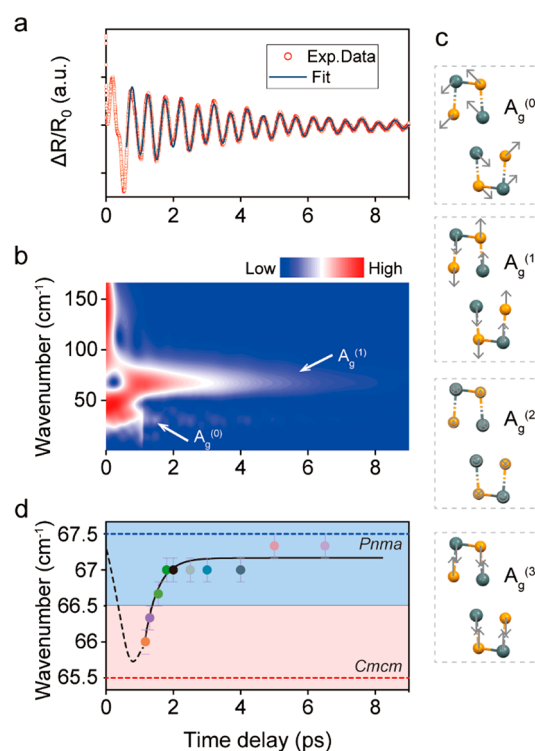 a
ΔR/R₀ (a.u.)
Exp.Data
Fit
0 2 4 6 8
b
Low High
Wavenumber (cm⁻¹)
150
100
50
A_g^(1)
A_g^(0)
0 2 4 6 8
c
A_g^(0)
A_g^(1)
A_g^(2)
A_g^(3)
d
Wavenumber (cm⁻¹)
67.5
67
66.5
66
65.5
Pnma
Cmcm
0 2 4 6 8
Time delay (ps)